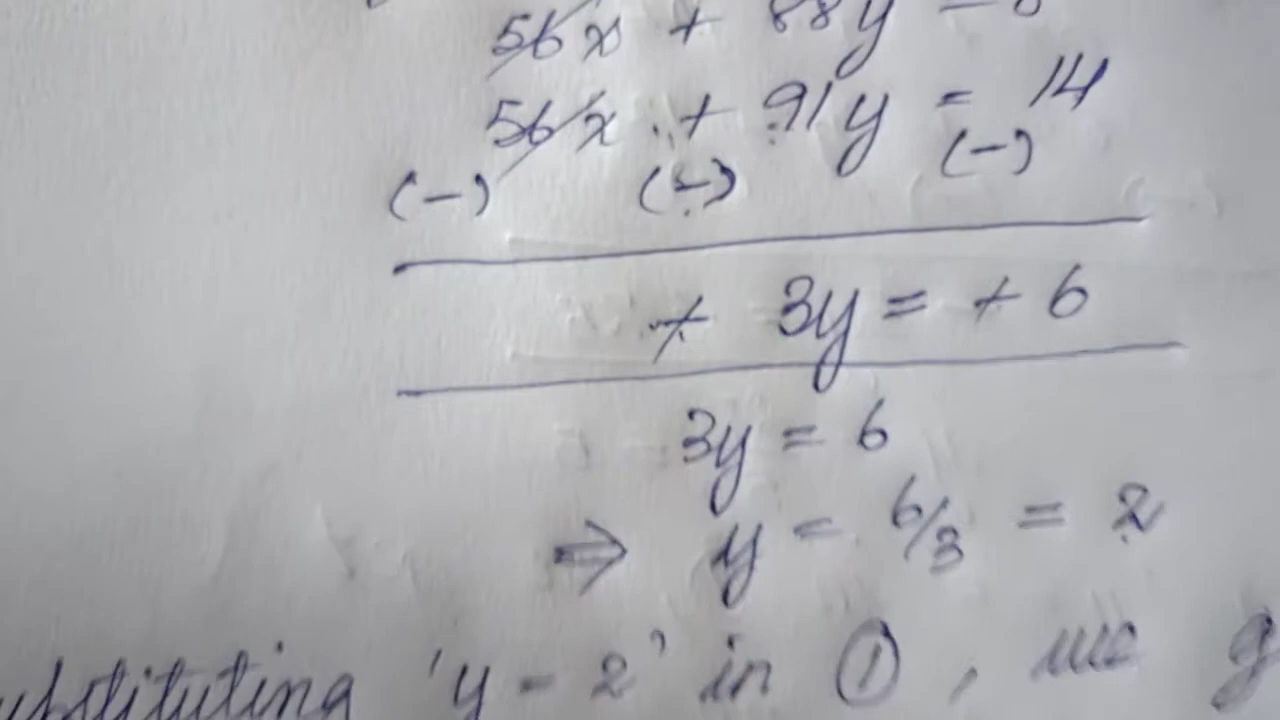 56x + 88y = 8
56x + 91y = 14
(-) (-) (-)
+ 3y = + 6
3y = 6
⇒ y = 6/3 = 2
'y = 2' in ①, we